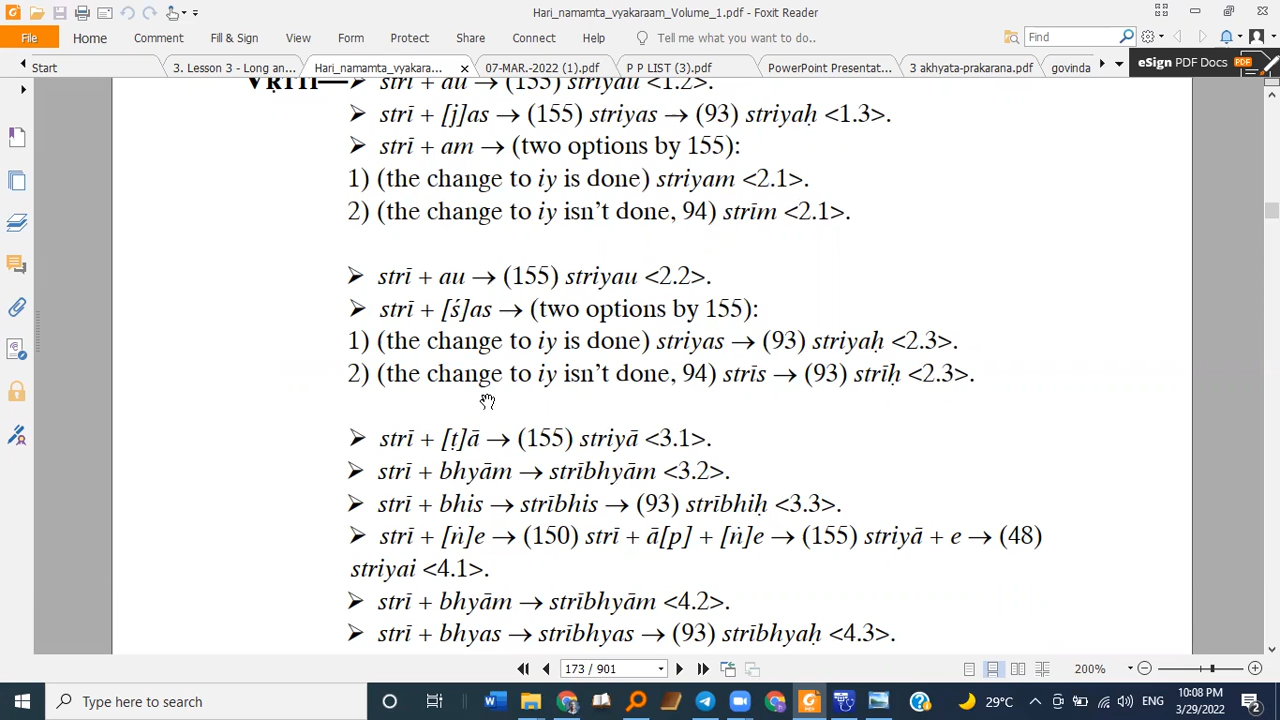 Hari_namamta_vyakaraam_Volume_1.pdf - Foxit Reader
File Home Comment Fill & Sign View Form Protect Share Connect Help Tell me what you want to do... Find
Start 3. Lesson 3 - Long an... Hari_namamta_vyakar... 07-MAR.-2022 (1).pdf P P LIST (3).pdf PowerPoint Presentat... 3 akhyata-prakarana.pdf govinda eSign PDF Docs
VṚTTI— ➢ strī + au → (155) striyau <1.2>.
➢ strī + [j]as → (155) striyas → (93) striyaḥ <1.3>.
➢ strī + am → (two options by 155):
1) (the change to iy is done) striyam <2.1>.
2) (the change to iy isn’t done, 94) strīm <2.1>.
➢ strī + au → (155) striyau <2.2>.
➢ strī + [ś]as → (two options by 155):
1) (the change to iy is done) striyas → (93) striyaḥ <2.3>.
2) (the change to iy isn’t done, 94) strīs → (93) strīḥ <2.3>.
➢ strī + [ṭ]ā → (155) striyā <3.1>.
➢ strī + bhyām → strībhyām <3.2>.
➢ strī + bhis → strībhis → (93) strībhiḥ <3.3>.
➢ strī + [ṅ]e → (150) strī + ā[p] + [ṅ]e → (155) striyā + e → (48)
striyai <4.1>.
➢ strī + bhyām → strībhyām <4.2>.
➢ strī + bhyas → strībhyas → (93) strībhyaḥ <4.3>.
173 / 901 200%
Type here to search 29°C ENG 10:08 PM
3/29/2022 2